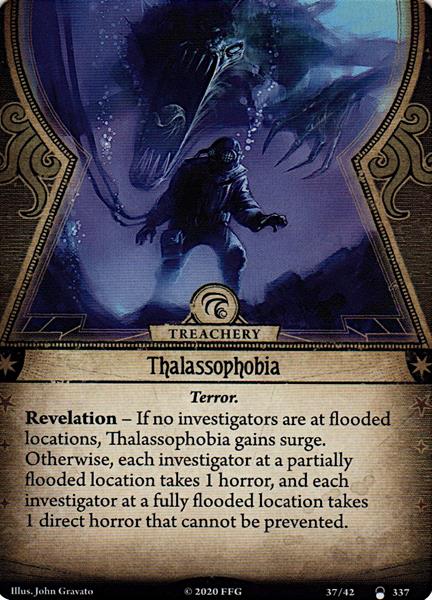 TREACHERY
Thalassophobia
Terror.
Revelation – If no investigators are at flooded
locations, Thalassophobia gains surge.
Otherwise, each investigator at a partially
flooded location takes 1 horror, and each
investigator at a fully flooded location takes
1 direct horror that cannot be prevented.
Illus. John Gravato © 2020 FFG 37/42 337